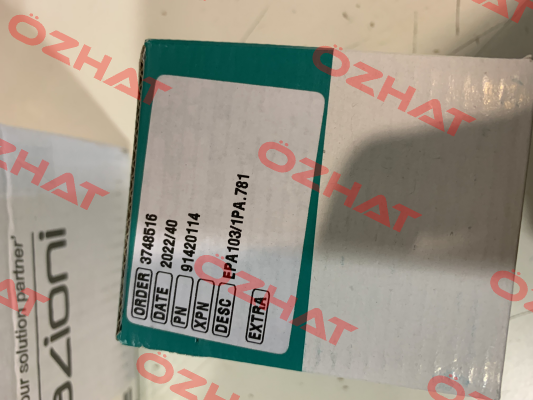 ORDER 3748516
DATE 2022/40
PN 91420114
XPN
DESC EPA103/1PA.781
EXTRA
our solution partner'
ÖZHAT
ÖZHAT
ÖZHAT
ÖZHAT
ÖZHAT
ÖZHAT
ÖZHAT
ÖZHAT